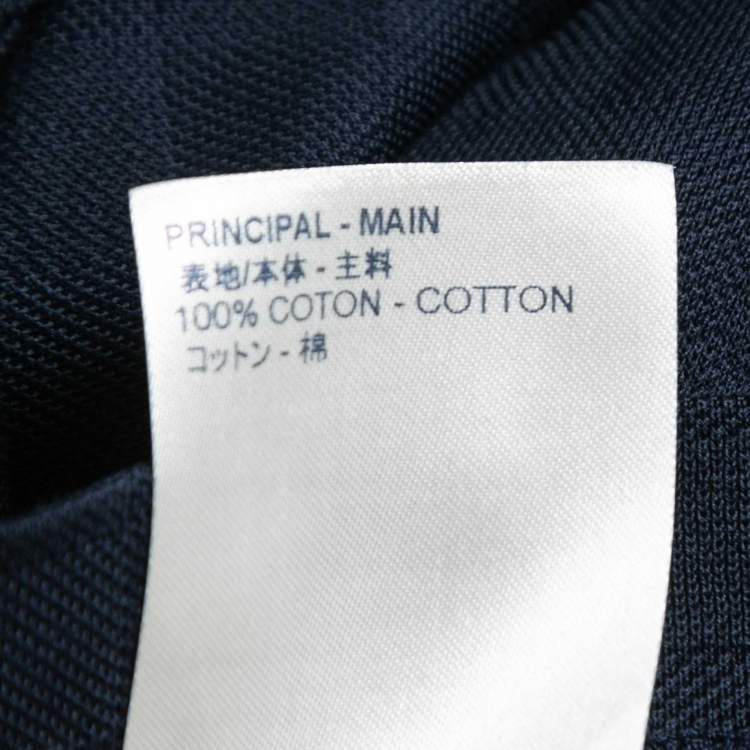 PRINCIPAL - MAIN
表地/本体 - 主料
100% COTON - COTTON
コットン - 棉